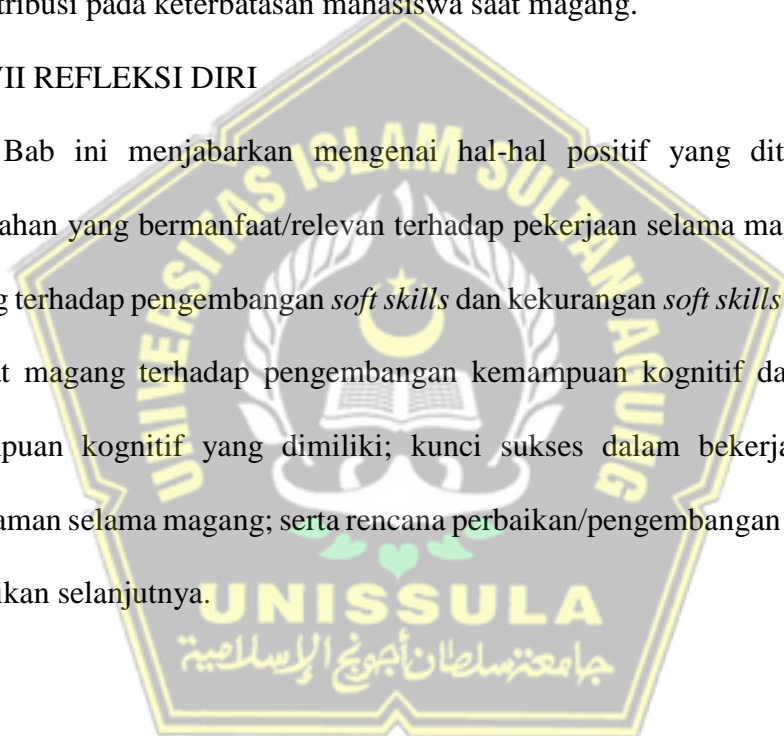 tribusi pada keterbatasan mahasiswa saat magang.
VII REFLEKSI DIRI
Bab ini menjabarkan mengenai hal-hal positif yang dit
ahan yang bermanfaat/relevan terhadap pekerjaan selama ma
g terhadap pengembangan soft skills dan kekurangan soft skills
at magang terhadap pengembangan kemampuan kognitif da
puan kognitif yang dimiliki; kunci sukses dalam bekerja
aman selama magang; serta rencana perbaikan/pengembangan
ikan selanjutnya.
UNIVERSITAS ISLAM SULTAN AGUNG
UNISSULA
جامعتنسلطان أجونج الإسلامية